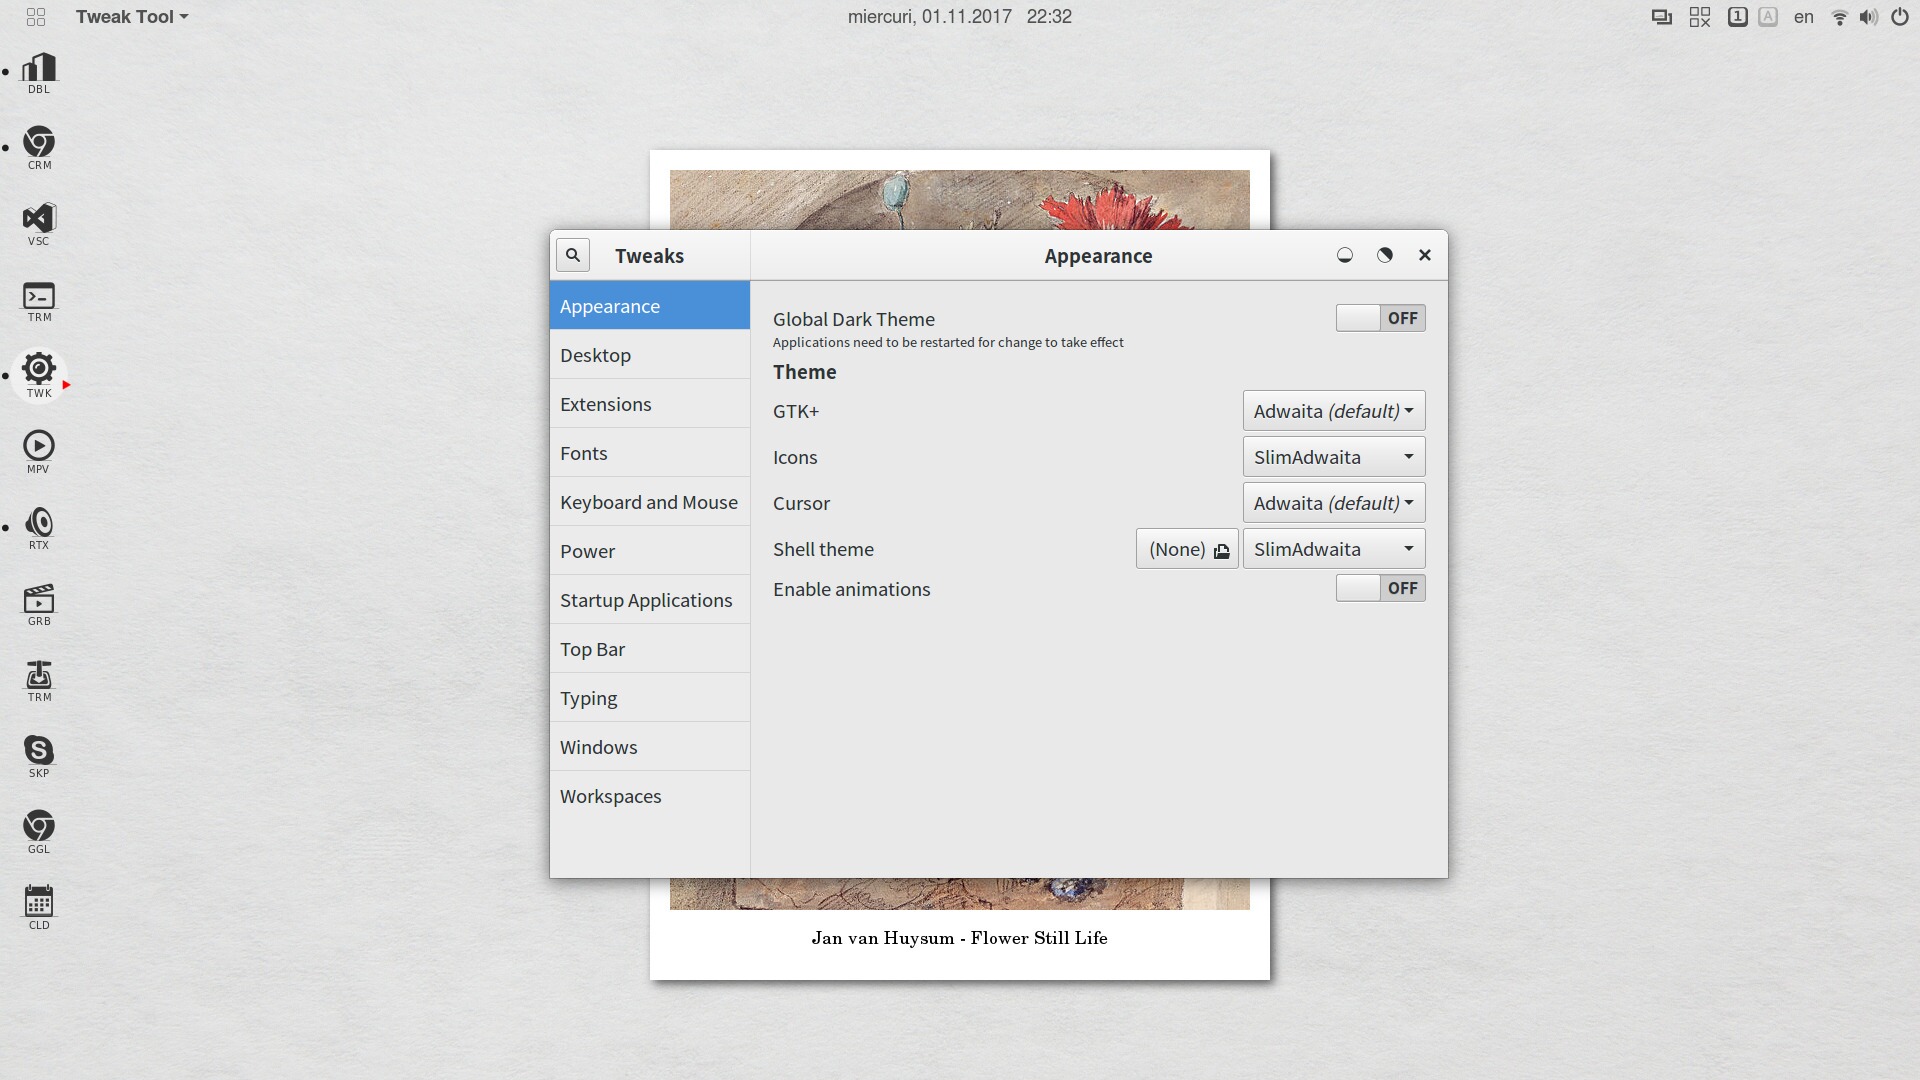 Tweak Tool
miercuri, 01.11.2017 22:32
1 A en
DBL
CRM
VSC
TRM
TWK
MPV
RTX
GRB
TRM
SKP
GGL
CLD
Tweaks
Appearance
Appearance
Desktop
Extensions
Fonts
Keyboard and Mouse
Power
Startup Applications
Top Bar
Typing
Windows
Workspaces
Global Dark Theme OFF
Applications need to be restarted for change to take effect
Theme
GTK+ Adwaita (default)
Icons SlimAdwaita
Cursor Adwaita (default)
Shell theme (None) SlimAdwaita
Enable animations OFF
Jan van Huysum - Flower Still Life